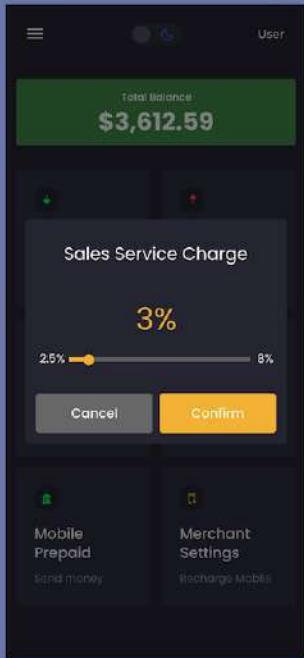 User
Total Balance
$3,612.59
Sales Service Charge
3%
2.5%
8%
Cancel
Confirm
Mobile
Prepaid
Send money
Merchant
Settings
Recharge Mobile